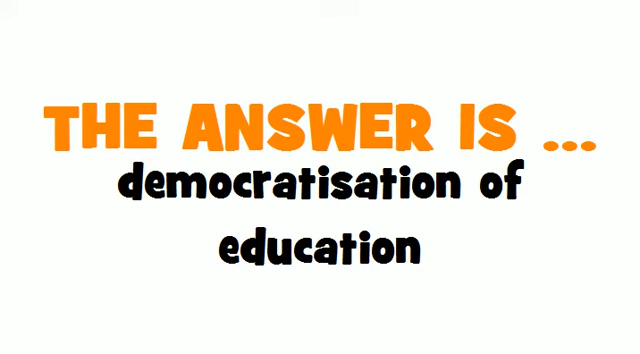 THE ANSWER IS ...
democratisation of
education